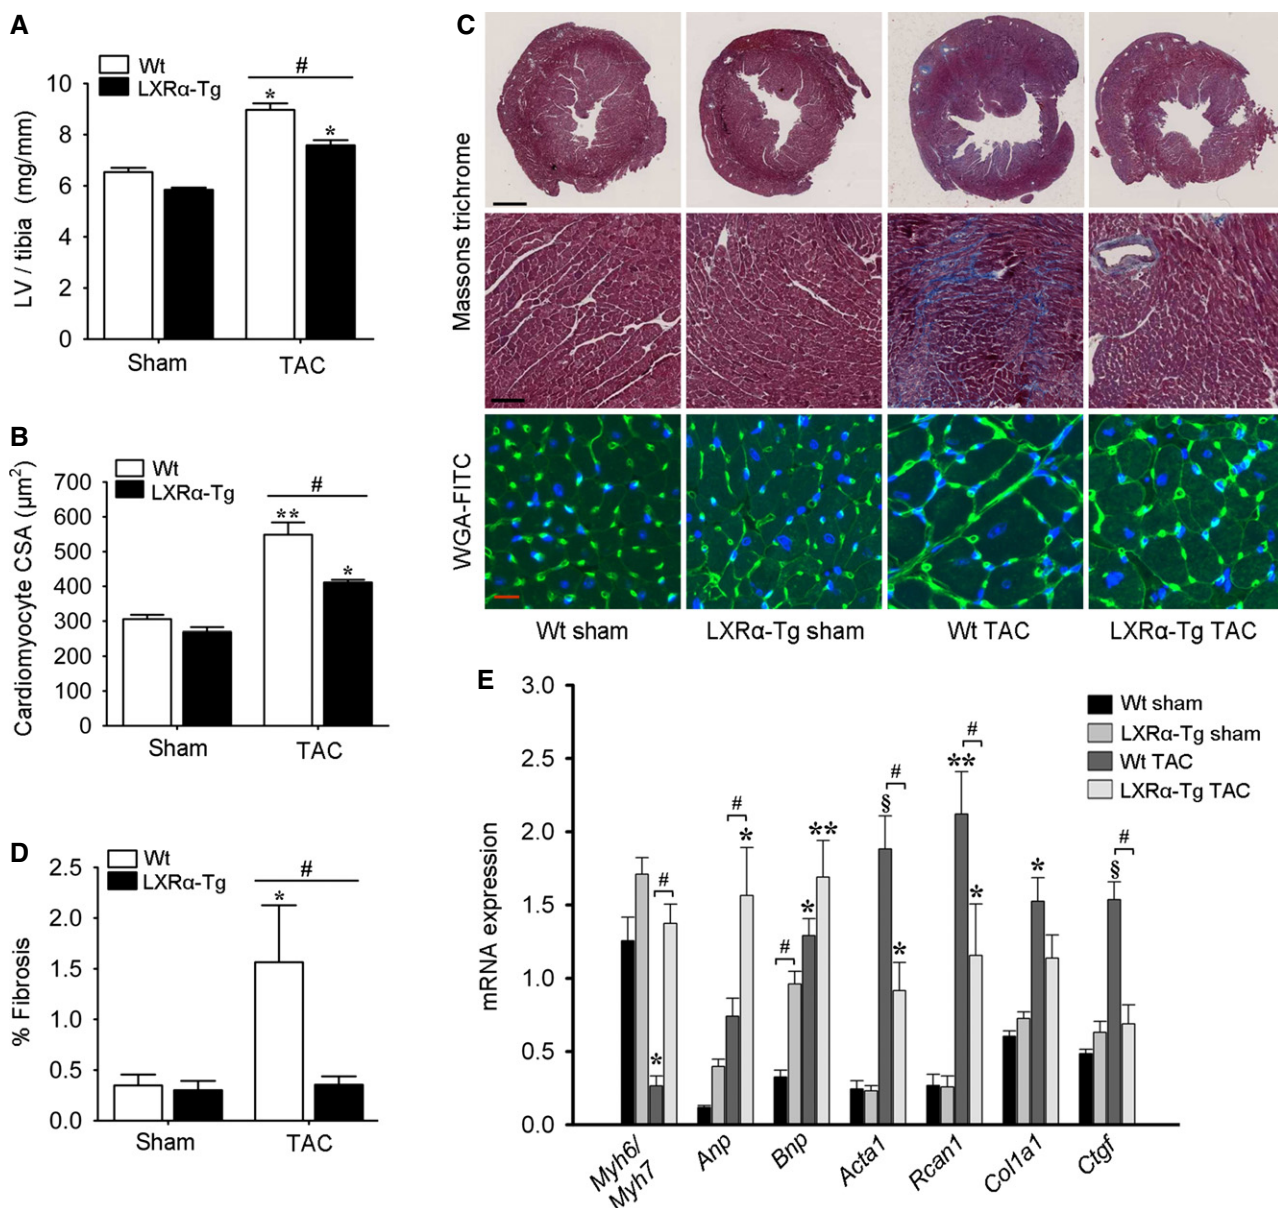 A
Wt
LXRα-Tg
#
*
*
LV / tibia (mg/mm)
10
8
6
4
2
0
Sham
TAC
B
Wt
LXRα-Tg
#
**
*
Cardiomyocyte CSA (µm²)
700
600
500
400
300
200
100
0
Sham
TAC
D
Wt
LXRα-Tg
#
*
% Fibrosis
2.5
2.0
1.5
1.0
0.5
0.0
Sham
TAC
C
Massons trichrome
WGA-FITC
Wt sham
LXRα-Tg sham
Wt TAC
LXRα-Tg TAC
E
mRNA expression
3.0
2.5
2.0
1.5
1.0
0.5
0.0
Wt sham
LXRα-Tg sham
Wt TAC
LXRα-Tg TAC
*
#
#
*
#
*
**
§
#
*
**
#
*
*
§
#
Myh6/
Myh7
Anp
Bnp
Acta1
Rcan1
Col1a1
Ctgf